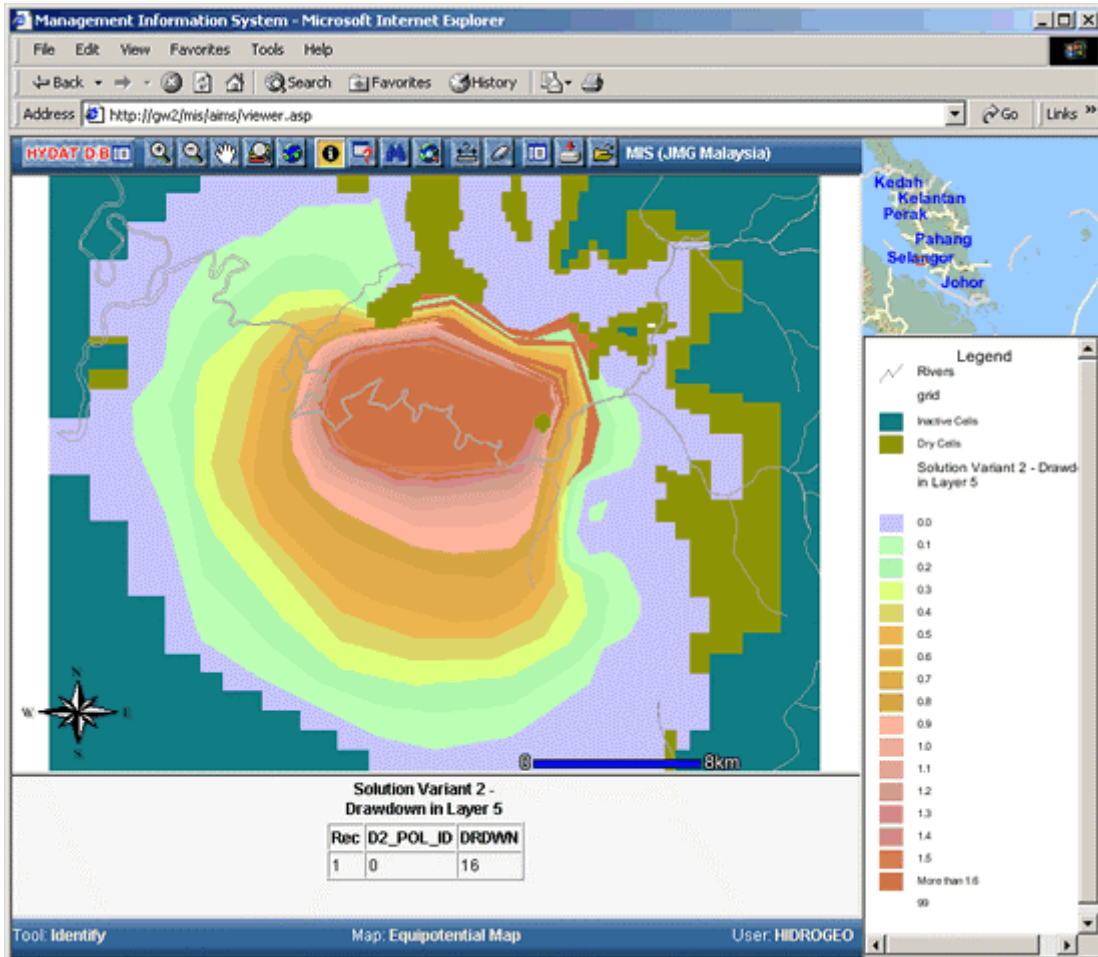 Management Information System - Microsoft Internet Explorer
File Edit View Favorites Tools Help
Back Search Favorites History
Address http://gw2/mis/aims/viewer.asp Go Links »
HYDAT D-B MIS (JMG Malaysia)
Kedah
Kelantan
Perak
Pahang
Selangor
Johor
Legend
Rivers
grid
Inactive Cells
Dry Cells
Solution Variant 2 - Drawd
in Layer 5
0.0
0.1
0.2
0.3
0.4
0.5
0.6
0.7
0.8
0.9
1.0
1.1
1.2
1.3
1.4
1.5
More than 1.6
99
N
W E
S
0 8km
Solution Variant 2 -
Drawdown in Layer 5
Rec D2_POL_ID DRDWN
1 0 16
Tool: Identify Map: Equipotential Map User: HIDROGEO